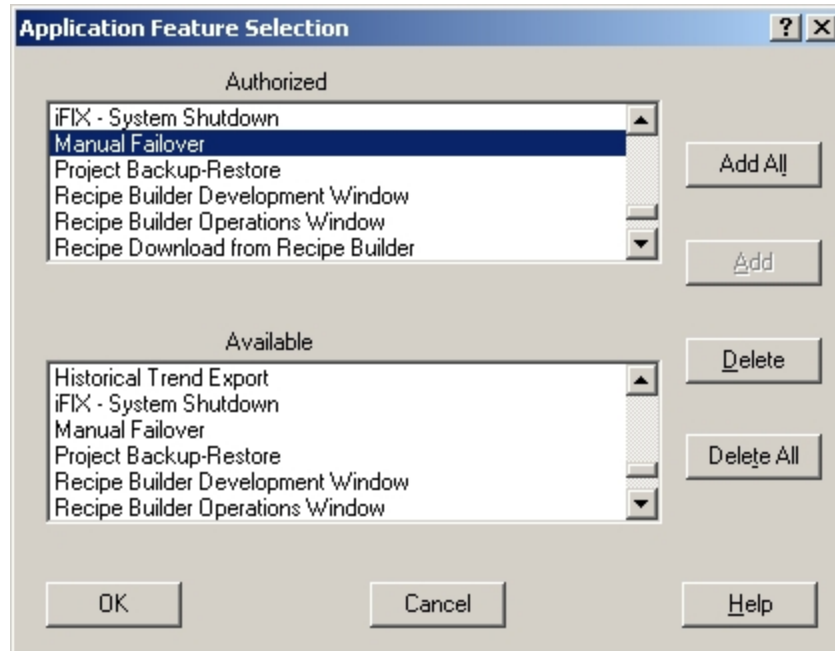 Application Feature Selection
Authorized
iFIX - System Shutdown
Manual Failover
Project Backup-Restore
Recipe Builder Development Window
Recipe Builder Operations Window
Recipe Download from Recipe Builder
Add All
Add
Available
Historical Trend Export
iFIX - System Shutdown
Manual Failover
Project Backup-Restore
Recipe Builder Development Window
Recipe Builder Operations Window
Delete
Delete All
OK
Cancel
Help